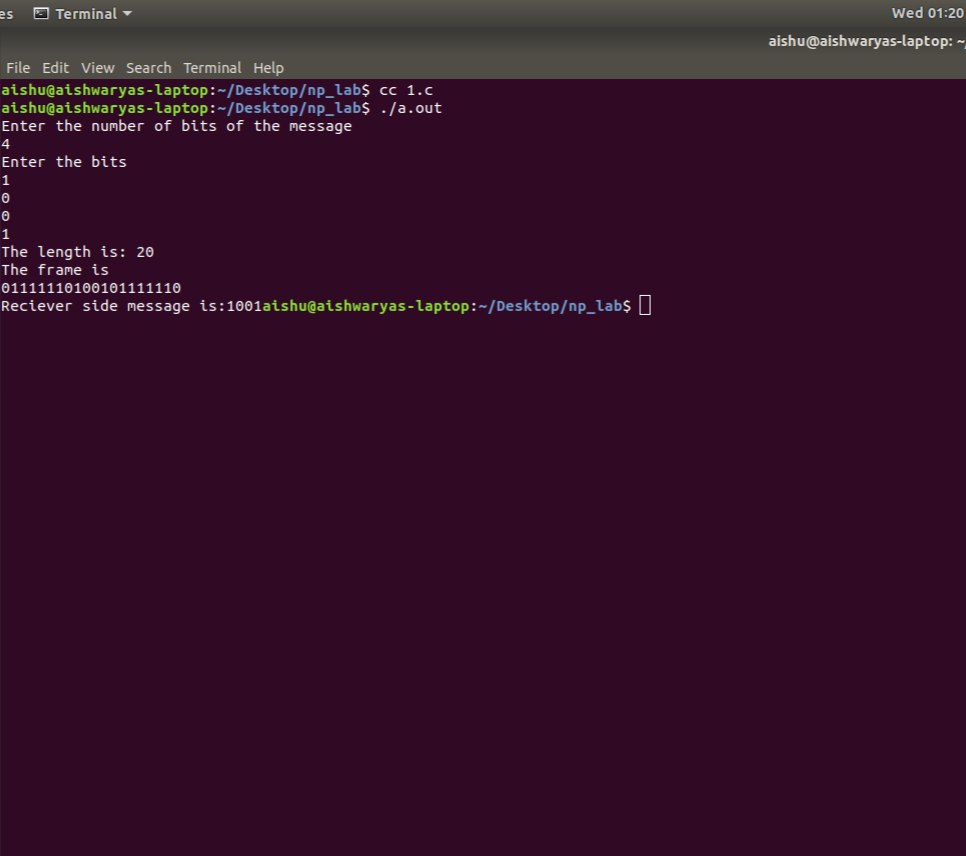 es Terminal Wed 01:20
aishu@aishwaryas-laptop: ~/
File Edit View Search Terminal Help
aishu@aishwaryas-laptop:~/Desktop/np_lab$ cc 1.c
aishu@aishwaryas-laptop:~/Desktop/np_lab$ ./a.out
Enter the number of bits of the message
4
Enter the bits
1
0
0
1
The length is: 20
The frame is
01111110100101111110
Reciever side message is:1001aishu@aishwaryas-laptop:~/Desktop/np_lab$